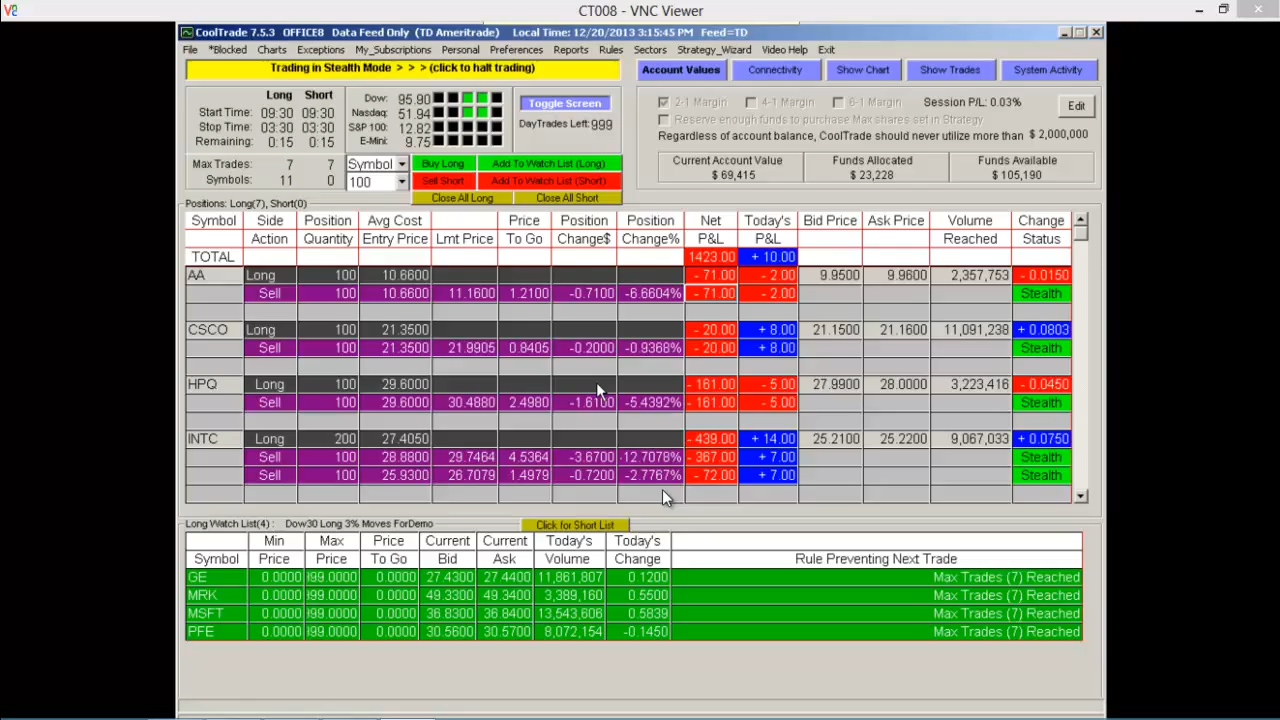 CT008 - VNC Viewer
CoolTrade 7.5.3 OFFICE8 Data Feed Only (TD Ameritrade) Local Time: 12/20/2013 3:15:45 PM Feed=TD
File *Blocked Charts Exceptions My_Subscriptions Personal Preferences Reports Rules Sectors Strategy_Wizard Video Help Exit
Trading in Stealth Mode > > > (click to halt trading)
Account Values Connectivity Show Chart Show Trades System Activity
Long Short
Start Time: 09:30 09:30
Stop Time: 03:30 03:30
Remaining: 0:15 0:15
Dow: 95.90
Nasdaq: 51.94
S&P 100: 12.82
E-Mini: 9.75
Toggle Screen
DayTrades Left: 999
2-1 Margin 4-1 Margin 6-1 Margin Session P/L: 0.03% Edit
Reserve enough funds to purchase Max shares set in Strategy
Regardless of account balance, CoolTrade should never utilize more than $ 2,000,000
Max Trades: 7 7
Symbols: 11 0
Symbol Buy Long Add To Watch List (Long)
100 Sell Short Add To Watch List (Short)
Close All Long Close All Short
Current Account Value Funds Allocated Funds Available
$ 69,415 $ 23,228 $ 105,190
Positions: Long(7), Short(0)
Symbol Side Position Avg Cost Price Position Position Net Today's Bid Price Ask Price Volume Change
Action Quantity Entry Price Lmt Price To Go Change$ Change% P&L P&L Reached Status
TOTAL 1423.00 + 10.00
AA Long 100 10.6600 - 71.00 - 2.00 9.9500 9.9600 2,357,753 - 0.0150
Sell 100 10.6600 11.1600 1.2100 -0.7100 -6.6604% - 71.00 - 2.00 Stealth
CSCO Long 100 21.3500 - 20.00 + 8.00 21.1500 21.1600 11,091,238 + 0.0803
Sell 100 21.3500 21.9905 0.8405 -0.2000 -0.9368% - 20.00 + 8.00 Stealth
HPQ Long 100 29.6000 - 161.00 - 5.00 27.9900 28.0000 3,223,416 - 0.0450
Sell 100 29.6000 30.4880 2.4980 -1.6100 -5.4392% - 161.00 - 5.00 Stealth
INTC Long 200 27.4050 - 439.00 + 14.00 25.2100 25.2200 9,067,033 + 0.0750
Sell 100 28.8800 29.7464 4.5364 -3.6700 -12.7078% - 367.00 + 7.00 Stealth
Sell 100 25.9300 26.7079 1.4979 -0.7200 -2.7767% - 72.00 + 7.00 Stealth
Long Watch List(4) : Dow30 Long 3% Moves ForDemo Click for Short List
Min Max Price Current Current Today's Today's
Symbol Price Price To Go Bid Ask Volume Change Rule Preventing Next Trade
GE 0.0000 99.0000 0.0000 27.4300 27.4400 11,861,807 0.1200 Max Trades (7) Reached
MRK 0.0000 99.0000 0.0000 49.3300 49.3400 3,389,160 0.5500 Max Trades (7) Reached
MSFT 0.0000 99.0000 0.0000 36.8300 36.8400 13,543,606 0.5839 Max Trades (7) Reached
PFE 0.0000 99.0000 0.0000 30.5600 30.5700 8,072,154 -0.1450 Max Trades (7) Reached